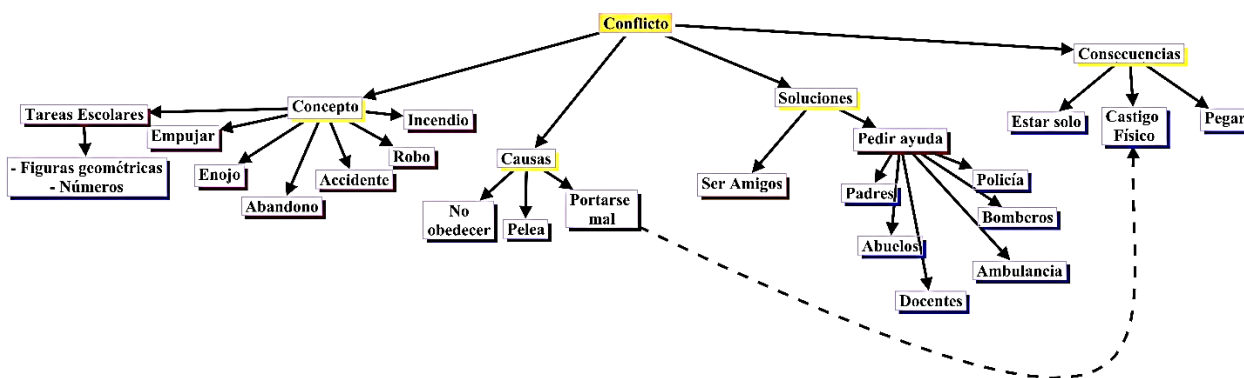 Conflicto
Concepto
Tareas Escolares
- Figuras geométricas
- Números
Empujar
Enojo
Abandono
Accidente
Robo
Incendio
Causas
No
obedecer
Pelea
Portarse
mal
Soluciones
Ser Amigos
Pedir ayuda
Padres
Abuelos
Docentes
Ambulancia
Bomberos
Policía
Consecuencias
Estar solo
Castigo
Físico
Pegar